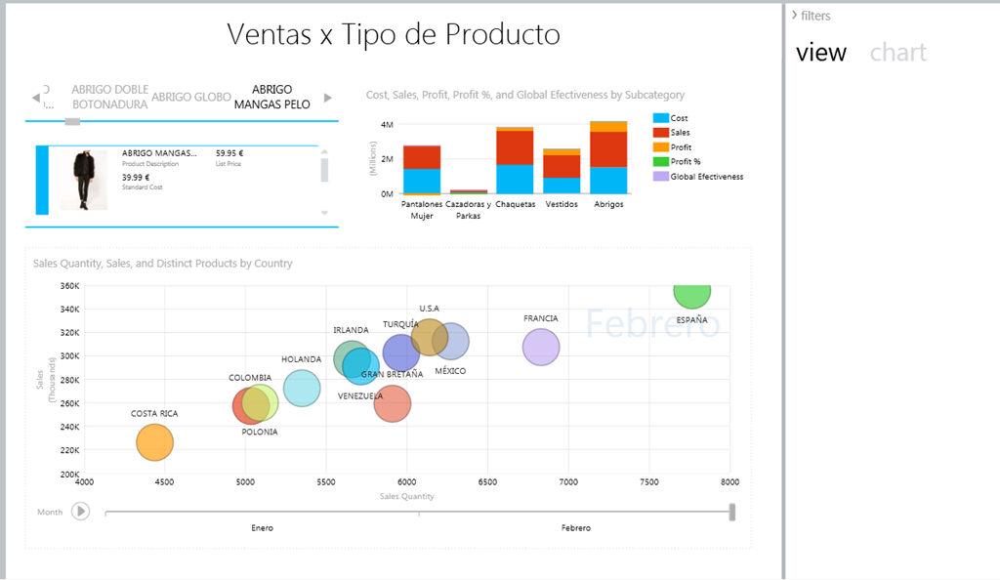 Ventas x Tipo de Producto
filters
view chart
O
O...
ABRIGO DOBLE
BOTONADURA
ABRIGO GLOBO
ABRIGO
MANGAS PELO
ABRIGO MANGAS...
Product Description
59.95 €
List Price
39.99 €
Standard Cost
Cost, Sales, Profit, Profit %, and Global Efectiveness by Subcategory
4M
2M
0M
(Millions)
Pantalones
Mujer
Cazadoras y
Parkas
Chaquetas
Vestidos
Abrigos
Cost
Sales
Profit
Profit %
Global Efectiveness
Sales Quantity, Sales, and Distinct Products by Country
360K
340K
320K
300K
280K
260K
240K
220K
200K
Sales
(Thousands)
Febrero
COSTA RICA
COLOMBIA
POLONIA
HOLANDA
IRLANDA
VENEZUELA
TURQUÍA
GRAN BRETAÑA
U.S.A
MÉXICO
FRANCIA
ESPAÑA
4000 4500 5000 5500 6000 6500 7000 7500 8000
Sales Quantity
Month
Enero
Febrero